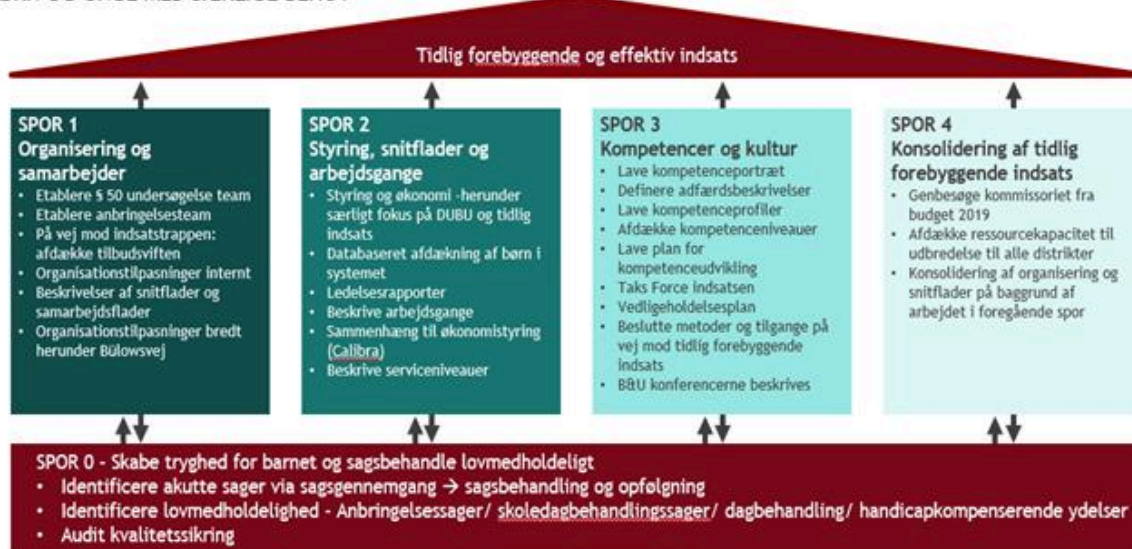 Tidlig forebyggende og effektiv indsats
SPOR 1
Organisering og
samarbejder
• Etablere § 50 undersøgelse team
• Etablere anbringelsesteam
• På vej mod indsatstrappen:
afdække tilbudsviften
• Organisationstilpasninger internt
• Beskrivelser af snitflader og
samarbejdsflader
• Organisationstilpasninger bredt
herunder Bülowsvej
SPOR 2
Styring, snitflader og
arbejdsgange
• Styring og økonomi -herunder
særligt fokus på DUBU og tidlig
indsats
• Databaseret afdækning af børn i
systemet
• Ledelsesrapporter
• Beskrive arbejdsgange
• Sammenhæng til økonomistyring
(Calibra)
• Beskrive serviceniveauer
SPOR 3
Kompetencer og kultur
• Lave kompetenceportræt
• Definere adfærdsbeskrivelser
• Lave kompetenceprofiler
• Afdække kompetenceniveauer
• Lave plan for
kompetenceudvikling
• Taks Force indsatsen
• Vedligeholdelsesplan
• Beslutte metoder og tilgange på
vej mod tidlig forebyggende
indsats
• B&U konferencerne beskrives
SPOR 4
Konsolidering af tidlig
forebyggende indsats
• Genbesøge kommissoriet fra
budget 2019
• Afdække ressourcekapacitet til
udbredelse til alle distrikter
• Konsolidering af organisering og
snitflader på baggrund af
arbejdet i foregående spor
SPOR 0 - Skabe tryghed for barnet og sagsbehandle lovmedholdeligt
• Identificere akutte sager via sagsgennemgang → sagsbehandling og opfølgning
• Identificere lovmedholdelighed - Anbringelsessager/ skoledagbehandlingssager/ dagbehandling/ handicapkompenserende ydelser
• Audit kvalitetssikring